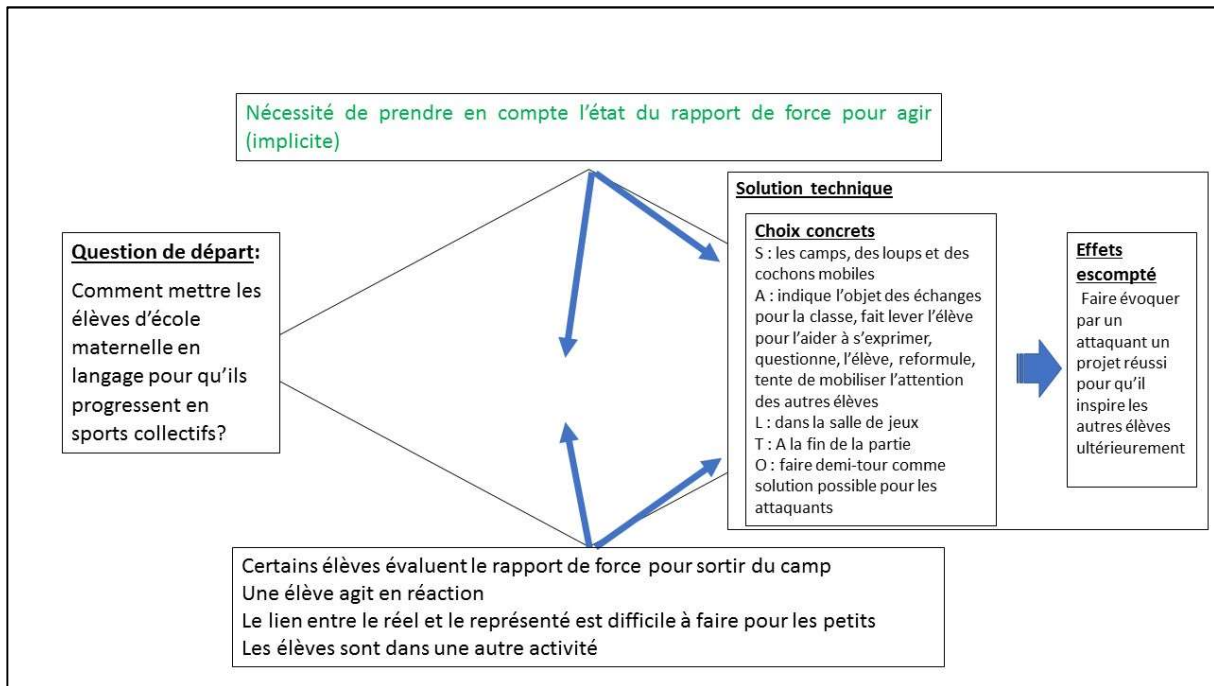 Nécessité de prendre en compte l'état du rapport de force pour agir
(implicite)
Question de départ:
Comment mettre les
élèves d'école
maternelle en
langage pour qu'ils
progressent en
sports collectifs?
Solution technique
Choix concrets
S : les camps, des loups et des
cochons mobiles
A : indique l'objet des échanges
pour la classe, fait lever l'élève
pour l'aider à s'exprimer,
questionne, l'élève, reformule,
tente de mobiliser l'attention
des autres élèves
L : dans la salle de jeux
T : A la fin de la partie
O : faire demi-tour comme
solution possible pour les
attaquants
Effets
escompté
Faire évoquer
par un
attaquant un
projet réussi
pour qu'il
inspire les
autres élèves
ultérieurement
Certains élèves évaluent le rapport de force pour sortir du camp
Une élève agit en réaction
Le lien entre le réel et le représenté est difficile à faire pour les petits
Les élèves sont dans une autre activité